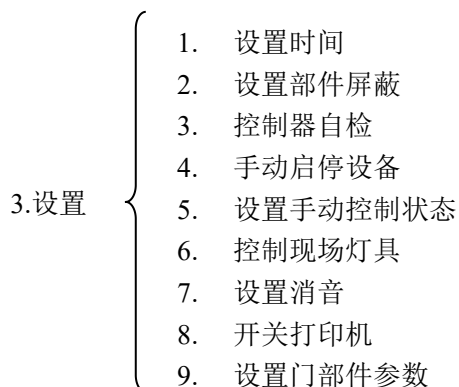 1. 设置时间
2. 设置部件屏蔽
3. 控制器自检
4. 手动启停设备
3.设置
5. 设置手动控制状态
6. 控制现场灯具
7. 设置消音
8. 开关打印机
9. 设置门部件参数